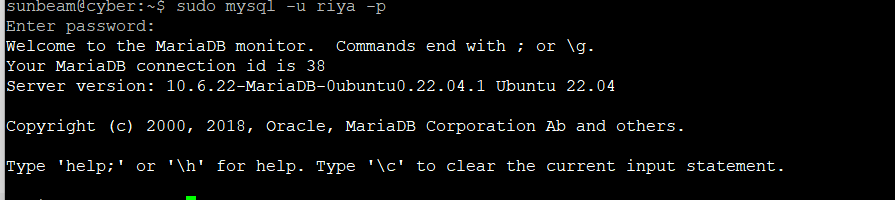 sunbeam@cyber:~$ sudo mysql -u riya -p
Enter password:
Welcome to the MariaDB monitor.  Commands end with ; or \g.
Your MariaDB connection id is 38
Server version: 10.6.22-MariaDB-0ubuntu0.22.04.1 Ubuntu 22.04
Copyright (c) 2000, 2018, Oracle, MariaDB Corporation Ab and others.
Type 'help;' or '\h' for help. Type '\c' to clear the current input statement.